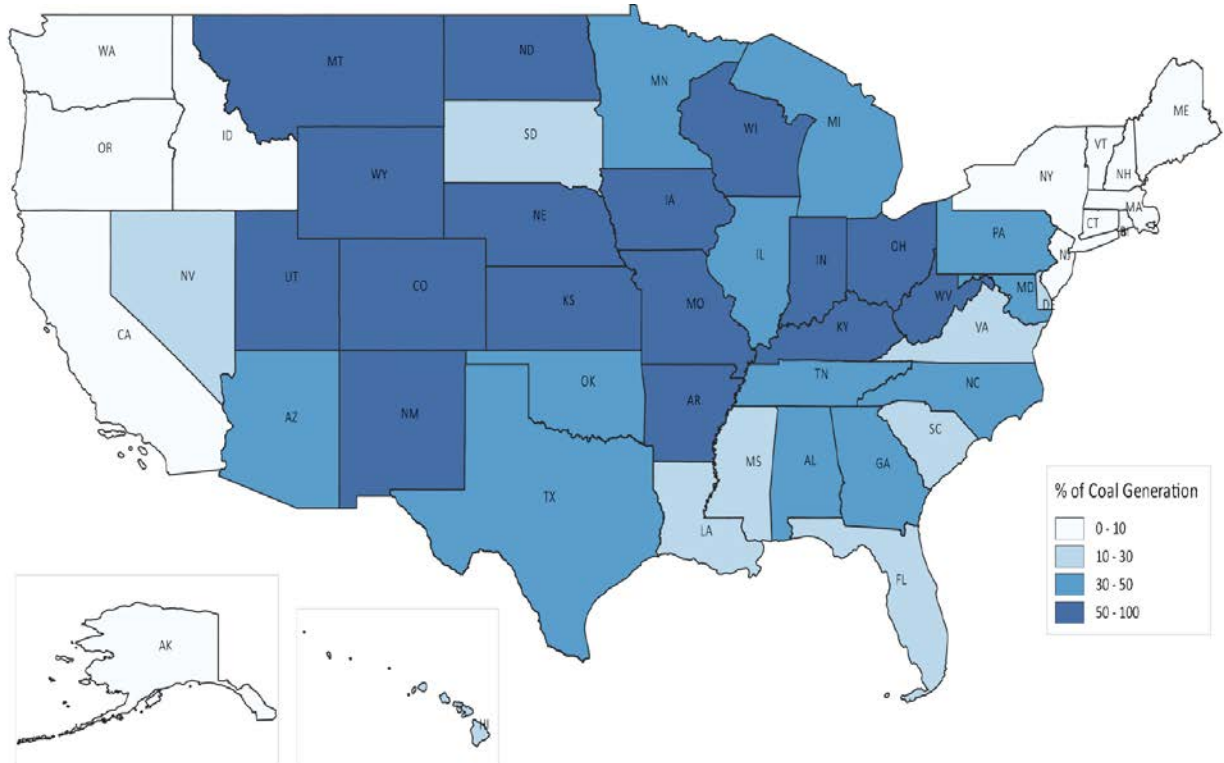 WA
MT
ND
MN
ME
OR
ID
SD
WI
MI
VT
NH
NY
WY
MA
CT
RI
NE
IA
PA
NJ
NV
UT
CO
KS
MO
IL
IN
OH
WV
MD
DE
VA
KY
CA
AZ
NM
OK
AR
TN
NC
SC
TX
MS
AL
GA
LA
FL
AK
HI
% of Coal Generation
0 - 10
10 - 30
30 - 50
50 - 100